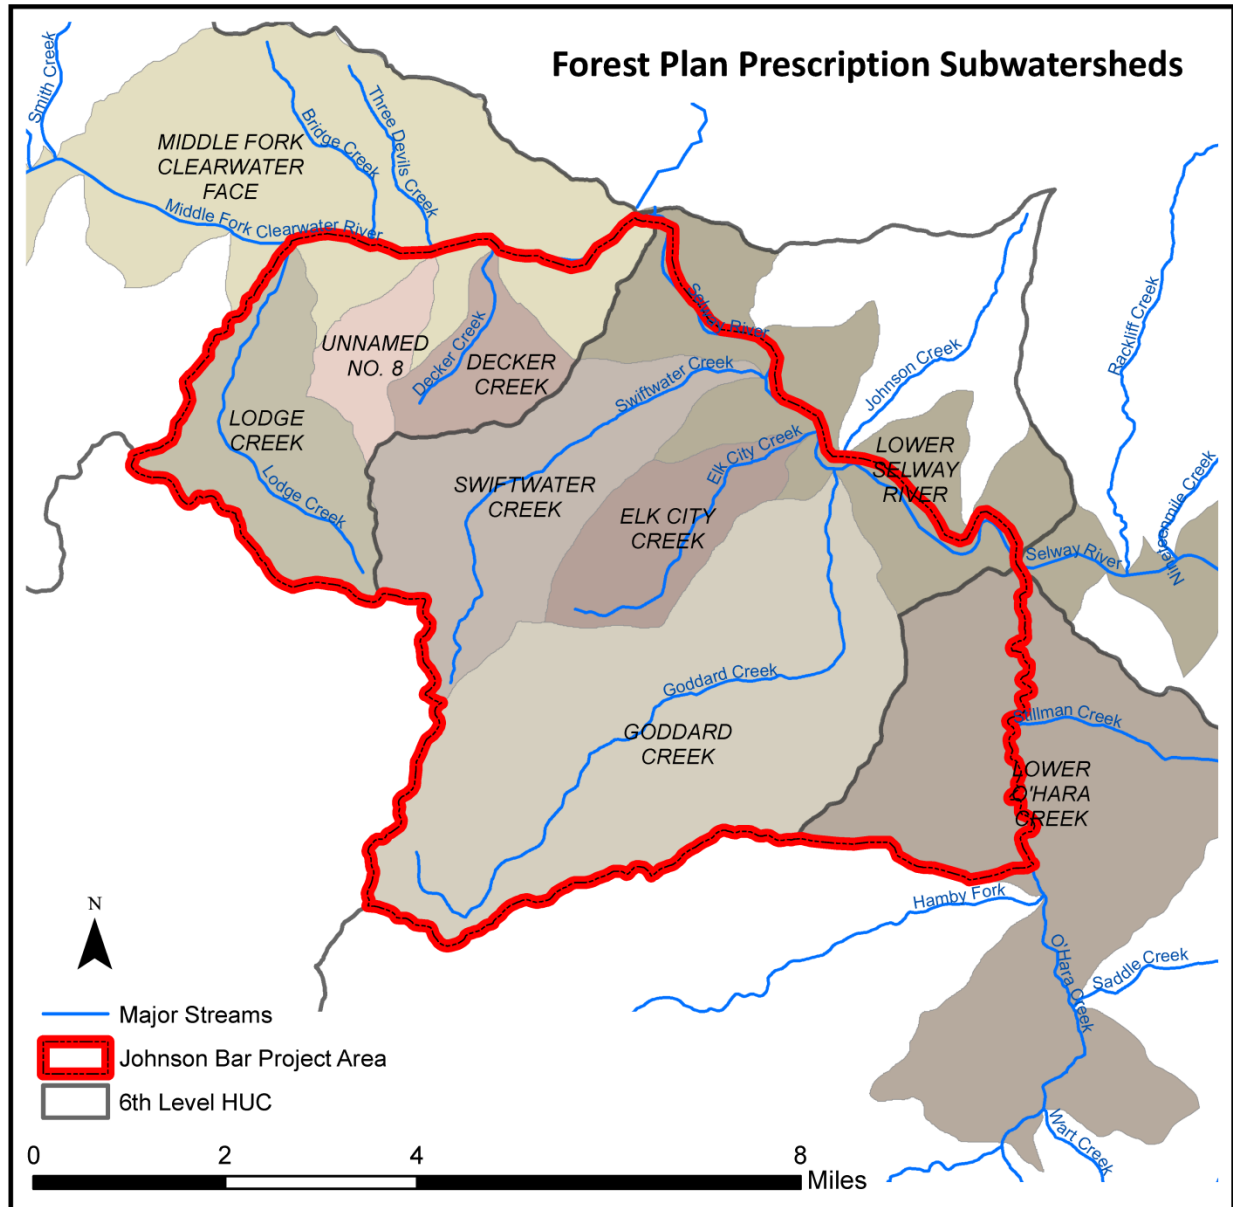 Forest Plan Prescription Subwatersheds
Smith Creek
Bridge Creek
Three Devils Creek
MIDDLE FORK
CLEARWATER
FACE
Middle Fork Clearwater River
UNNAMED
NO. 8
Decker Creek
DECKER
CREEK
Selway River
Swiftwater Creek
Johnson Creek
Rackliff Creek
LODGE
CREEK
Lodge Creek
SWIFTWATER
CREEK
Elk City Creek
ELK CITY
CREEK
LOWER
SELWAY
RIVER
Selway River
Nineteenmile Creek
Goddard Creek
GODDARD
CREEK
Stillman Creek
LOWER
O'HARA
CREEK
Hamby Fork
O'Hara Creek
Saddle Creek
Wart Creek
N
Major Streams
Johnson Bar Project Area
6th Level HUC
0 2 4 8
Miles